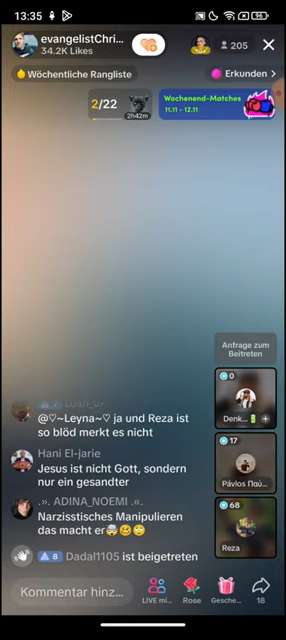 13:35
96
evangelistChri...
34.2K Likes
205
Wöchentliche Rangliste
Erkunden >
2/22
2h42m
Wochenend-Matches
11.11 - 12.11
Anfrage zum
Beitreten
0
Denk...
17
Pávlos Παύ...
68
Reza
@♡~Leyna~♡ ja und Reza ist
so blöd merkt es nicht
Hani El-jarie
Jesus ist nicht Gott, sondern
nur ein gesandter
.». ADINA_NOEMI .«.
Narzisstisches Manipulieren
das macht er🤯🥴🙄
8 Dadal1105 ist beigetreten
Kommentar hinz...
LIVE mi...
Rose
Gesche...
18